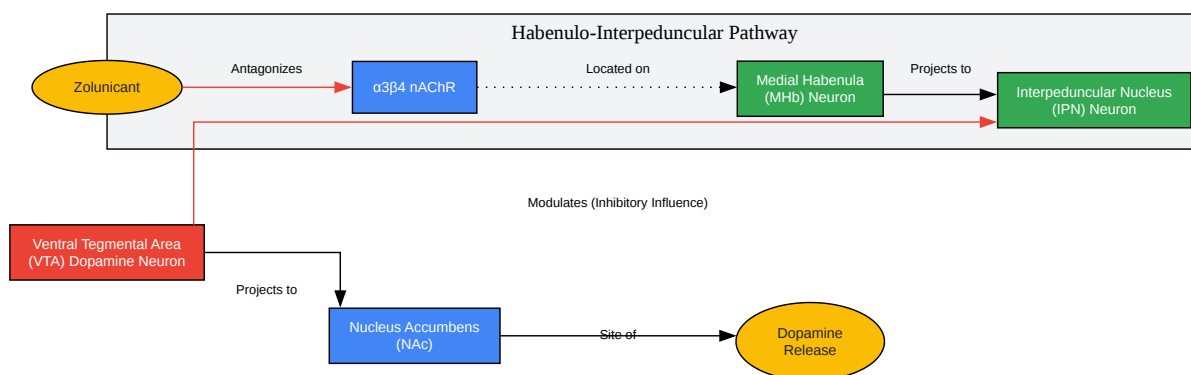 Habenulo-Interpeduncular Pathway
Zolunicant
Antagonizes
α3β4 nAChR
Located on
Medial Habenula
(MHb) Neuron
Projects to
Interpeduncular Nucleus
(IPN) Neuron
Modulates (Inhibitory Influence)
Ventral Tegmental Area
(VTA) Dopamine Neuron
Projects to
Nucleus Accumbens
(NAc)
Site of
Dopamine
Release